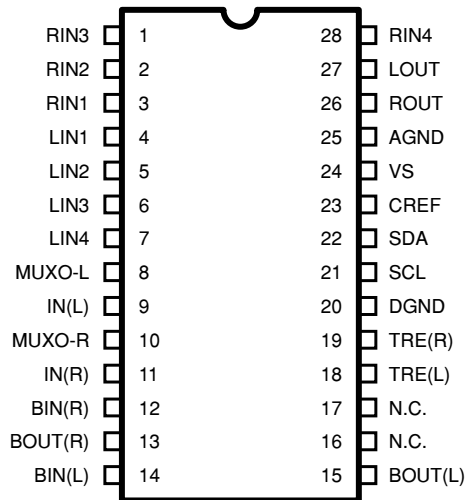 RIN3 1 28 RIN4
RIN2 2 27 LOUT
RIN1 3 26 ROUT
LIN1 4 25 AGND
LIN2 5 24 VS
LIN3 6 23 CREF
LIN4 7 22 SDA
MUXO-L 8 21 SCL
IN(L) 9 20 DGND
MUXO-R 10 19 TRE(R)
IN(R) 11 18 TRE(L)
BIN(R) 12 17 N.C.
BOUT(R) 13 16 N.C.
BIN(L) 14 15 BOUT(L)